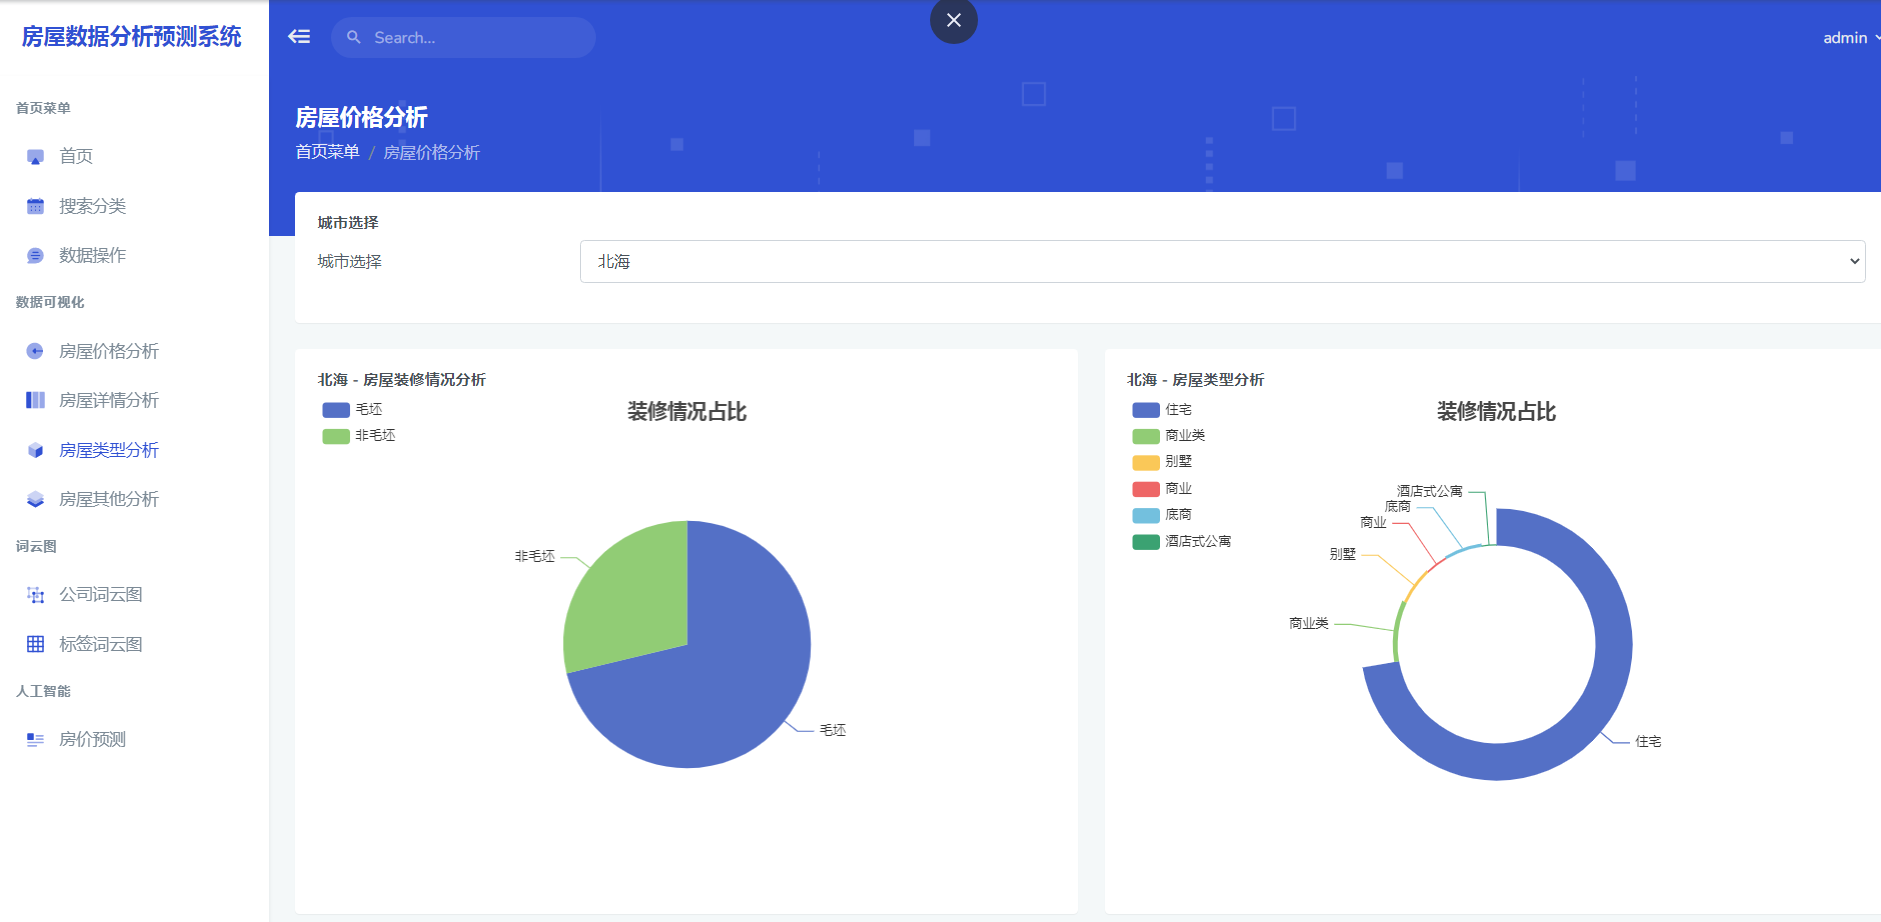 房屋数据分析预测系统
首页菜单
首页
搜索分类
数据操作
数据可视化
房屋价格分析
房屋详情分析
房屋类型分析
房屋其他分析
词云图
公司词云图
标签词云图
人工智能
房价预测
Search...
admin
房屋价格分析
首页菜单 / 房屋价格分析
城市选择
城市选择
北海
北海 - 房屋装修情况分析
装修情况占比
毛坯
非毛坯
非毛坯
毛坯
北海 - 房屋类型分析
装修情况占比
住宅
商业类
别墅
商业
底商
酒店式公寓
酒店式公寓
底商
商业
别墅
商业类
住宅